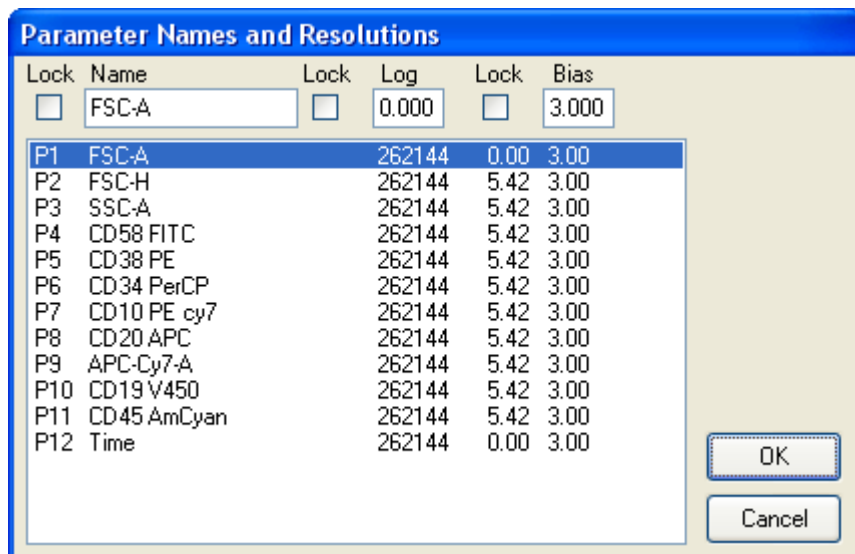 Parameter Names and Resolutions
Lock Name Lock Log Lock Bias
FSC-A 0.000 3.000
P1 FSC-A 262144 0.00 3.00
P2 FSC-H 262144 5.42 3.00
P3 SSC-A 262144 5.42 3.00
P4 CD58 FITC 262144 5.42 3.00
P5 CD38 PE 262144 5.42 3.00
P6 CD34 PerCP 262144 5.42 3.00
P7 CD10 PE cy7 262144 5.42 3.00
P8 CD20 APC 262144 5.42 3.00
P9 APC-Cy7-A 262144 5.42 3.00
P10 CD19 V450 262144 5.42 3.00
P11 CD45 AmCyan 262144 5.42 3.00
P12 Time 262144 0.00 3.00
OK
Cancel